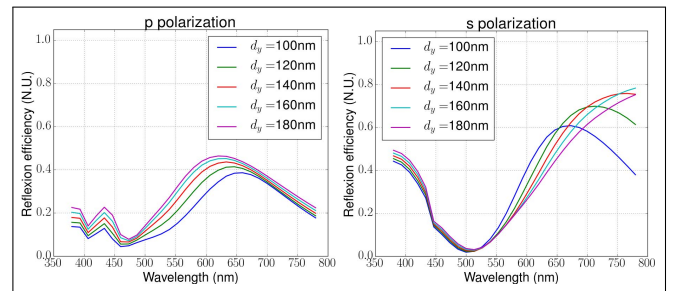 p polarization
1.0
0.8
0.6
0.4
0.2
0.0
Reflexion efficiency (N.U.)
d_y =100nm
d_y =120nm
d_y =140nm
d_y =160nm
d_y =180nm
350 400 450 500 550 600 650 700 750 800
Wavelength (nm)
s polarization
1.0
0.8
0.6
0.4
0.2
0.0
Reflexion efficiency (N.U.)
d_y =100nm
d_y =120nm
d_y =140nm
d_y =160nm
d_y =180nm
350 400 450 500 550 600 650 700 750 800
Wavelength (nm)